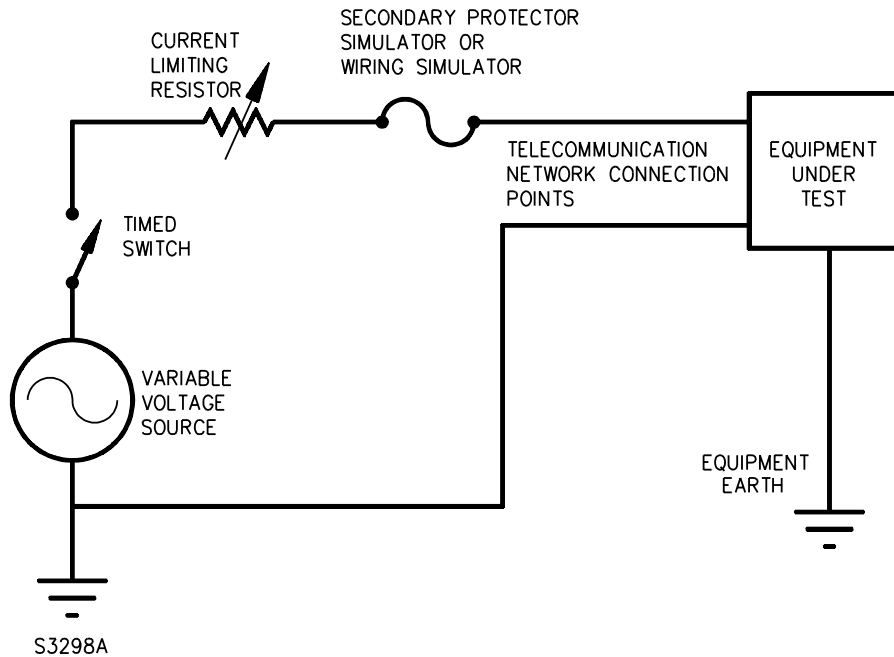 SECONDARY PROTECTOR
SIMULATOR OR
WIRING SIMULATOR
CURRENT
LIMITING
RESISTOR
TELECOMMUNICATION
NETWORK CONNECTION
POINTS
EQUIPMENT
UNDER
TEST
TIMED
SWITCH
VARIABLE
VOLTAGE
SOURCE
EQUIPMENT
EARTH
S3298A